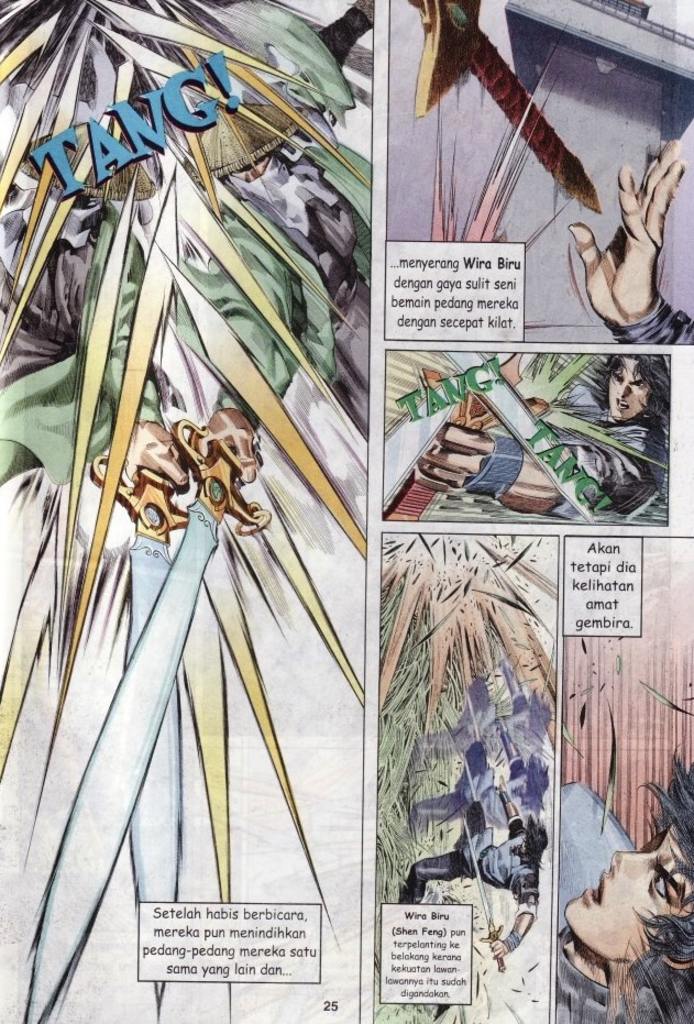 TANG!
Setelah habis berbicara,
mereka pun menindihkan
pedang-pedang mereka satu
sama yang lain dan...
...menyerang Wira Biru
dengan gaya sulit seni
bemain pedang mereka
dengan secepat kilat.
TANG!
TANG!
Wira Biru
(Shen Feng) pun
terpelanting ke
belakang kerana
kekuatan lawan-
lawannya itu sudah
digandakan.
Akan
tetapi dia
kelihatan
amat
gembira.
25